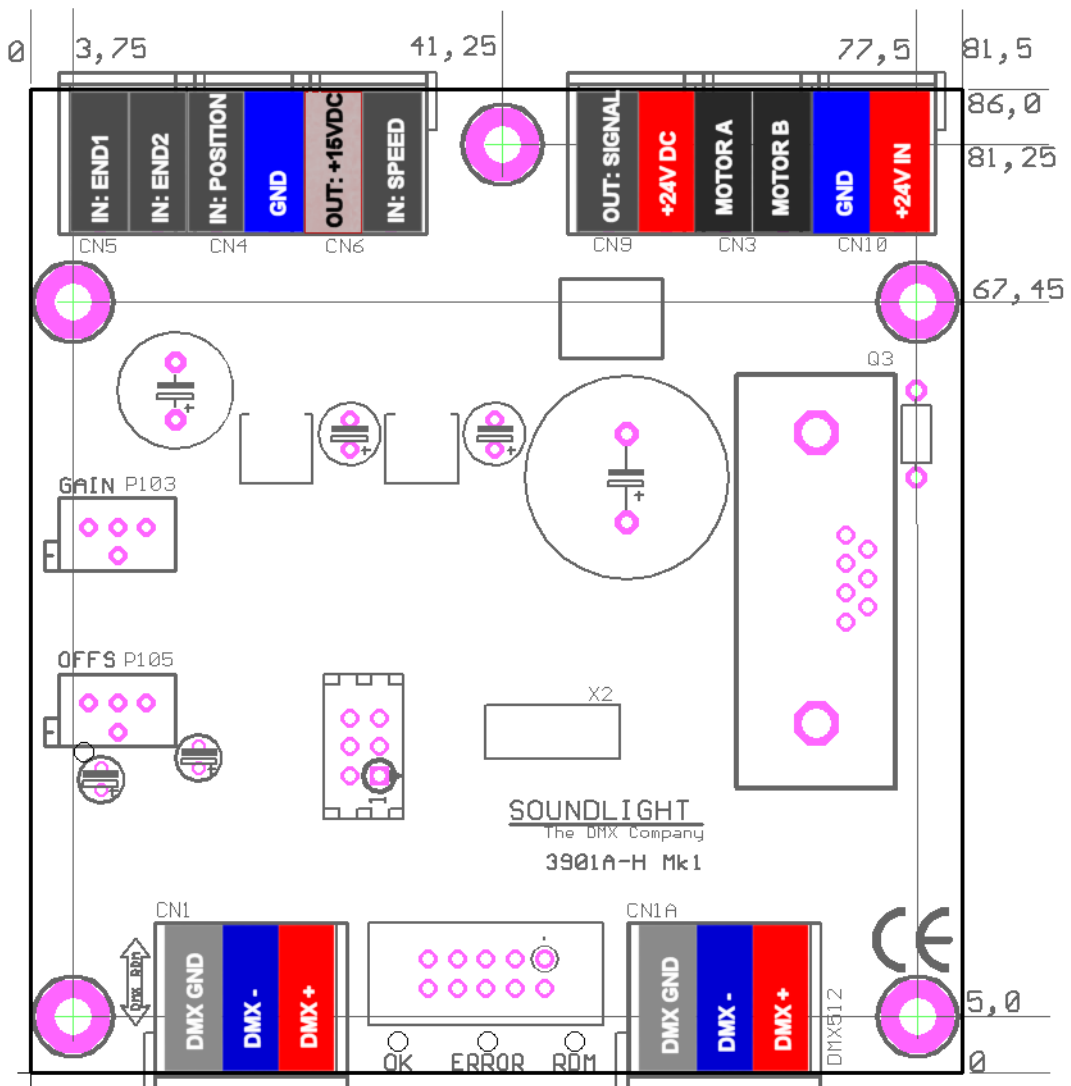 0 3,75 41,25 77,5 81,5
86,0
81,25
IN: END1
IN: END2
IN: POSITION
GND
OUT: +15VDC
IN: SPEED
OUT: SIGNAL
+24V DC
MOTOR A
MOTOR B
GND
+24V IN
CN5 CN4 CN6 CN9 CN3 CN10
67,45
Q3
+ + + +
GAIN P103
OFFS P105
X2
+ +
1
SOUNDLIGHT
The DMX Company
3901A-H Mk1
CN1 CN1A
CE
DMX RDM
DMX GND
DMX -
DMX +
DMX GND
DMX -
DMX +
DMX512
5,0
OK ERROR RDM
0